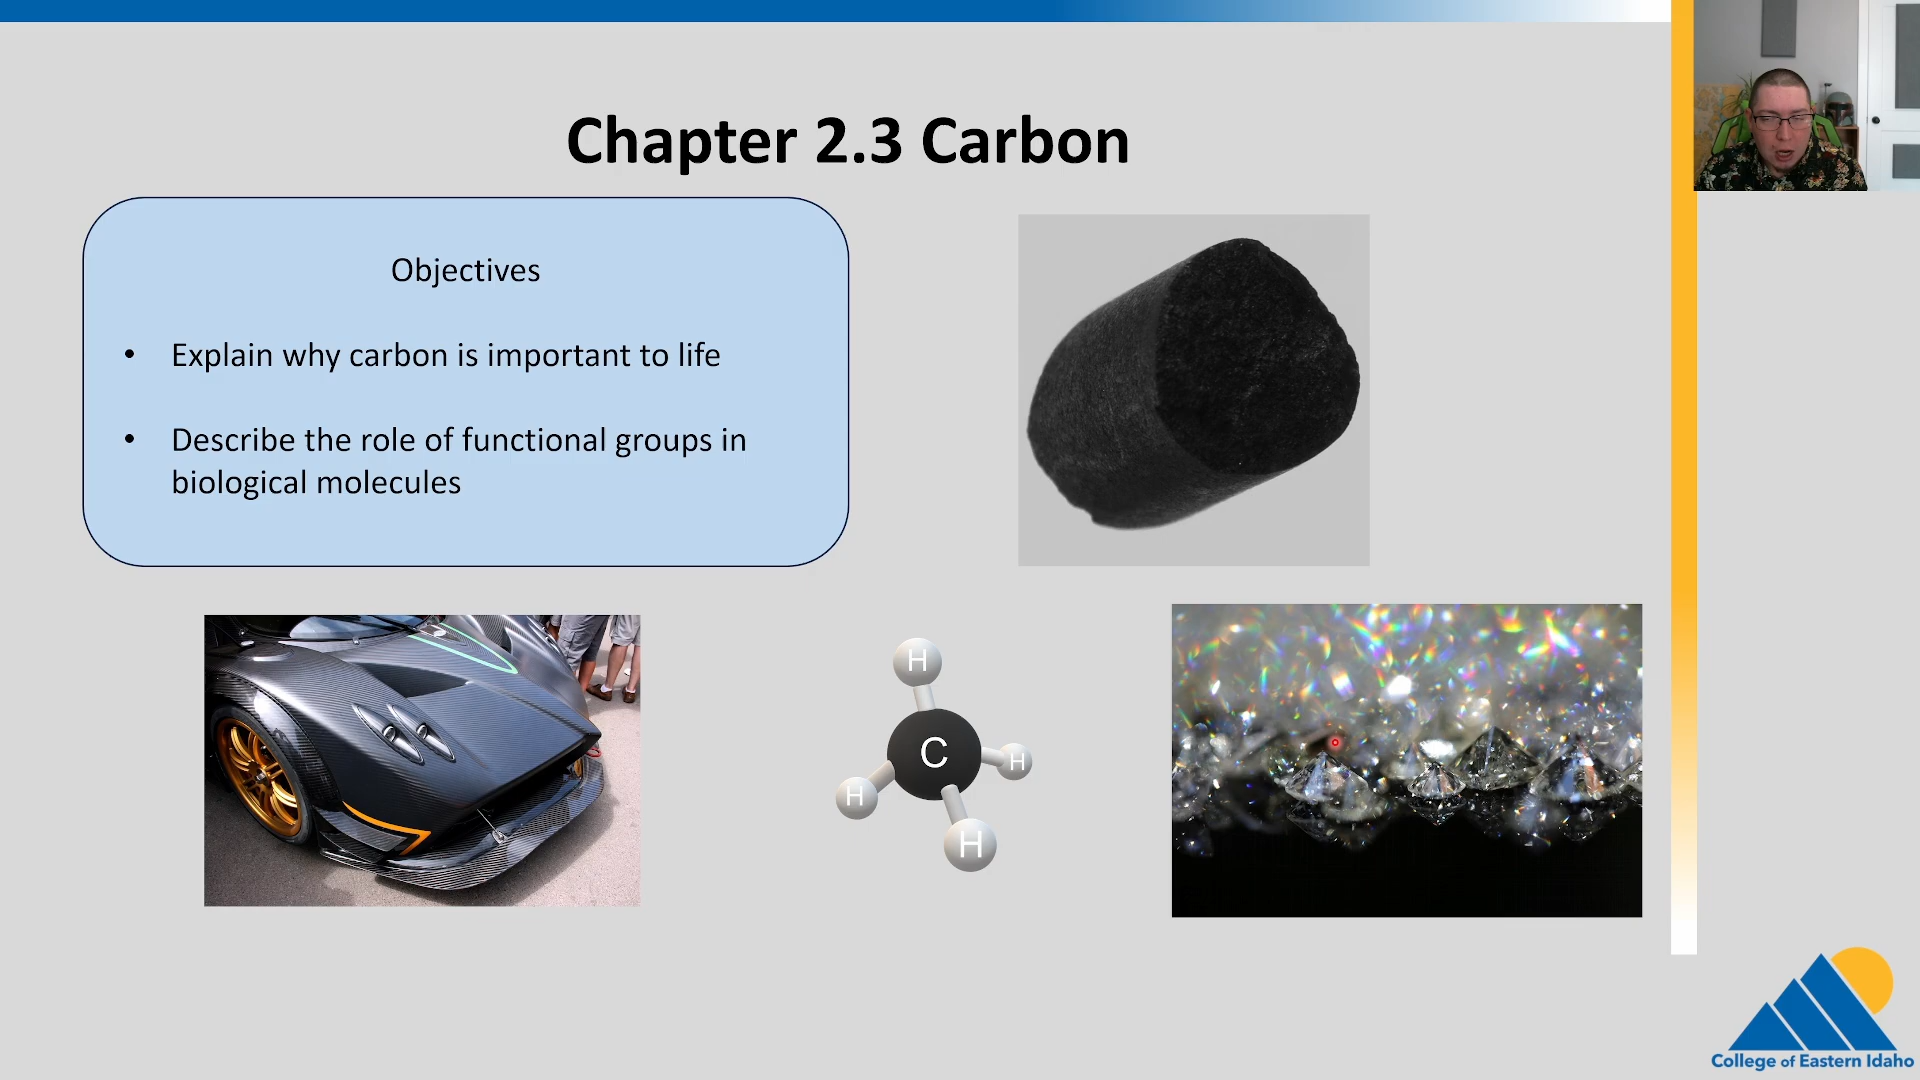 Chapter 2.3 Carbon
Objectives
• Explain why carbon is important to life
• Describe the role of functional groups in
biological molecules
H
C
H
H
H
College of Eastern Idaho